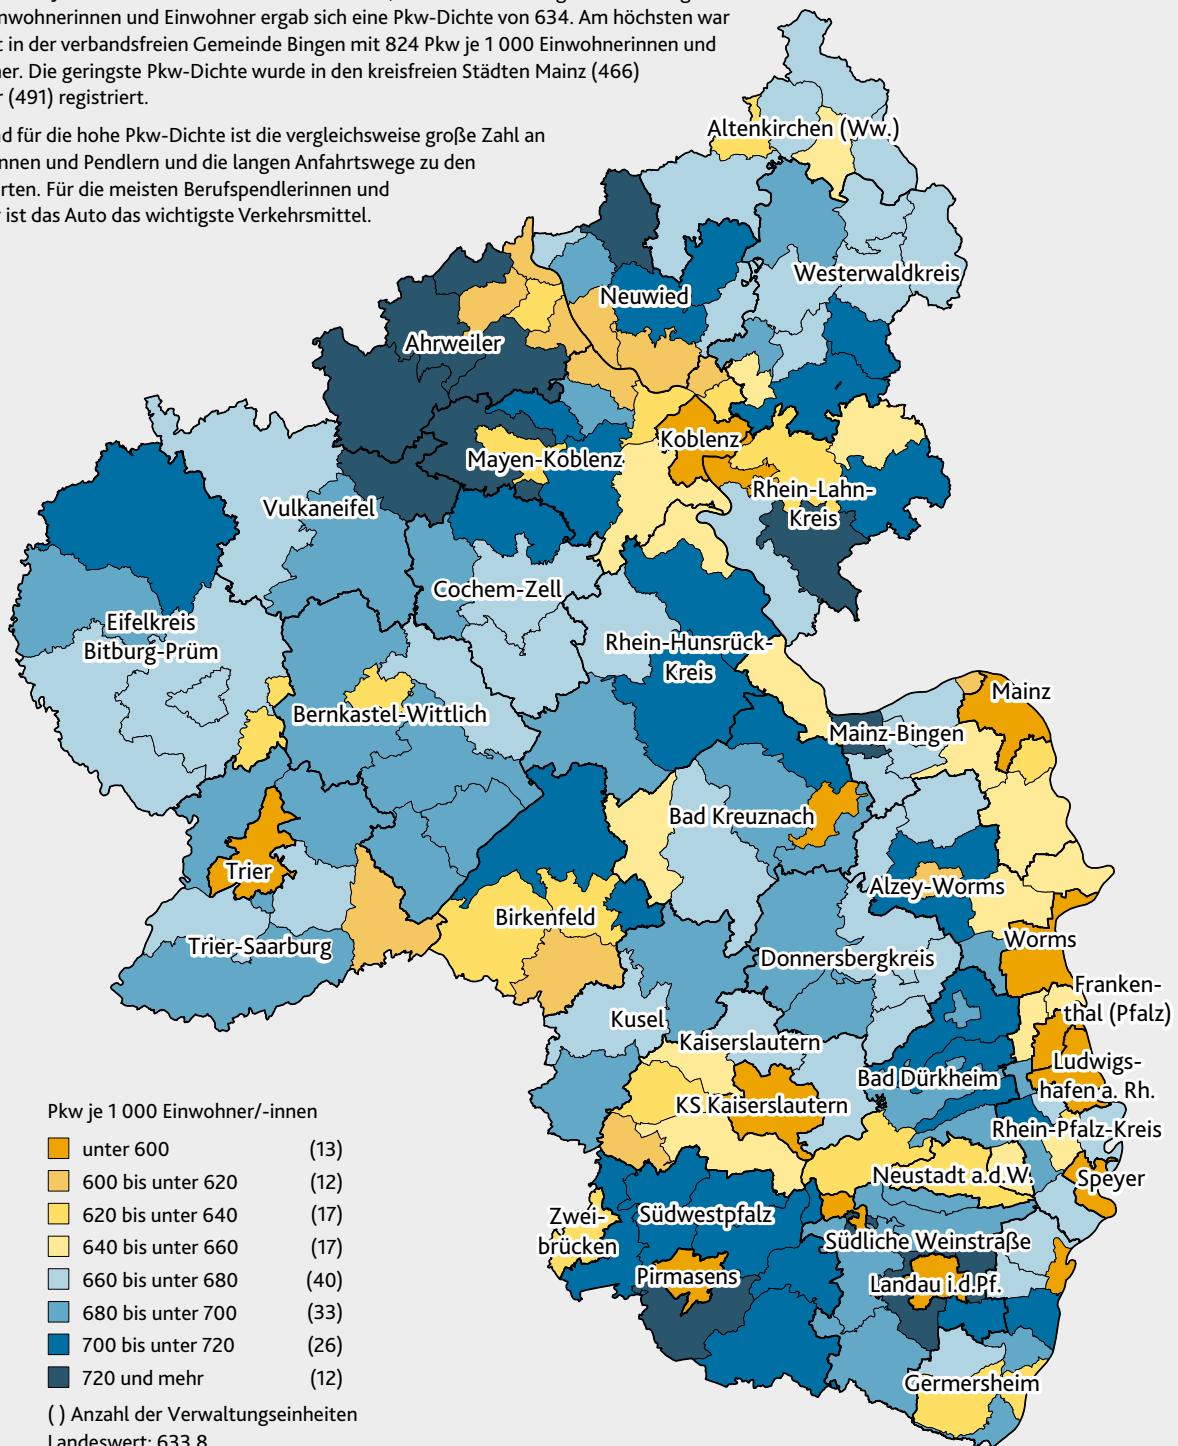 nwohnerinnen und Einwohner ergab sich eine Pkw-Dichte von 634. Am höchsten war
in der verbandsfreien Gemeinde Bingen mit 824 Pkw je 1 000 Einwohnerinnen und
ner. Die geringste Pkw-Dichte wurde in den kreisfreien Städten Mainz (466)
(491) registriert.
d für die hohe Pkw-Dichte ist die vergleichsweise große Zahl an
innen und Pendlern und die langen Anfahrtswege zu den
rten. Für die meisten Berufspendlerinnen und
ist das Auto das wichtigste Verkehrsmittel.
Altenkirchen (Ww.)
Westerwaldkreis
Neuwied
Ahrweiler
Koblenz
Mayen-Koblenz
Rhein-Lahn-
Kreis
Vulkaneifel
Cochem-Zell
Eifelkreis
Bitburg-Prüm
Rhein-Hunsrück-
Kreis
Mainz
Bernkastel-Wittlich
Mainz-Bingen
Bad Kreuznach
Trier
Alzey-Worms
Birkenfeld
Worms
Trier-Saarburg
Donnersbergkreis
Franken-
thal (Pfalz)
Kusel
Kaiserslautern
Ludwigs-
hafen a. Rh.
Bad Dürkheim
KS.Kaiserslautern
Rhein-Pfalz-Kreis
Neustadt a.d.W.
Speyer
Zwei-
brücken
Südwestpfalz
Südliche Weinstraße
Pirmasens
Landau i.d.Pf.
Germersheim
Pkw je 1 000 Einwohner/-innen
unter 600 (13)
600 bis unter 620 (12)
620 bis unter 640 (17)
640 bis unter 660 (17)
660 bis unter 680 (40)
680 bis unter 700 (33)
700 bis unter 720 (26)
720 und mehr (12)
( ) Anzahl der Verwaltungseinheiten
Landeswert: 633,8